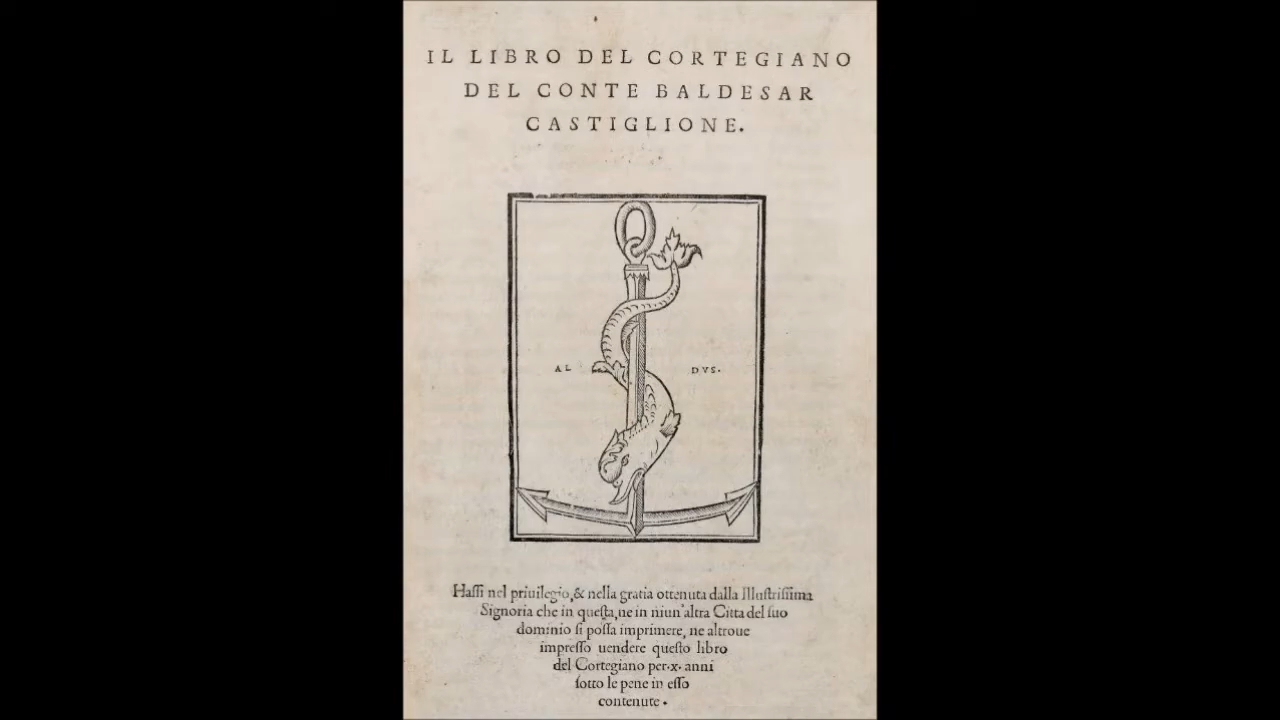 IL LIBRO DEL CORTEGIANO
DEL CONTE BALDESAR
CASTIGLIONE.
AL DVS.
Haſſi nel priuilegio,& nella gratia ottenuta dalla Illuſtriſſima
Signoria che in queſta,ne in niun'altra Citta del ſuo
dominio ſi poſſa imprimere, ne altroue
impreſſo uendere queſto libro
del Cortegiano per·x· anni
ſotto le pene in eſſo
contenute.